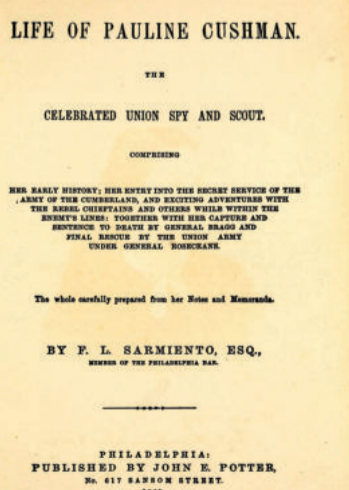 LIFE OF PAULINE CUSHMAN.
THE
CELEBRATED UNION SPY AND SCOUT.
COMPRISING
HER EARLY HISTORY; HER ENTRY INTO THE SECRET SERVICE OF THE
ARMY OF THE CUMBERLAND, AND EXCITING ADVENTURES WITH
THE REBEL CHIEFTAINS AND OTHERS WHILE WITHIN THE
ENEMY'S LINES: TOGETHER WITH HER CAPTURE AND
SENTENCE TO DEATH BY GENERAL BRAGG AND
FINAL RESCUE BY THE UNION ARMY
UNDER GENERAL ROSECRANS.
The whole carefully prepared from her Notes and Memoranda.
BY F. L. SARMIENTO, ESQ.,
MEMBER OF THE PHILADELPHIA BAR.
PHILADELPHIA:
PUBLISHED BY JOHN E. POTTER,
No. 617 SANSOM STREET.